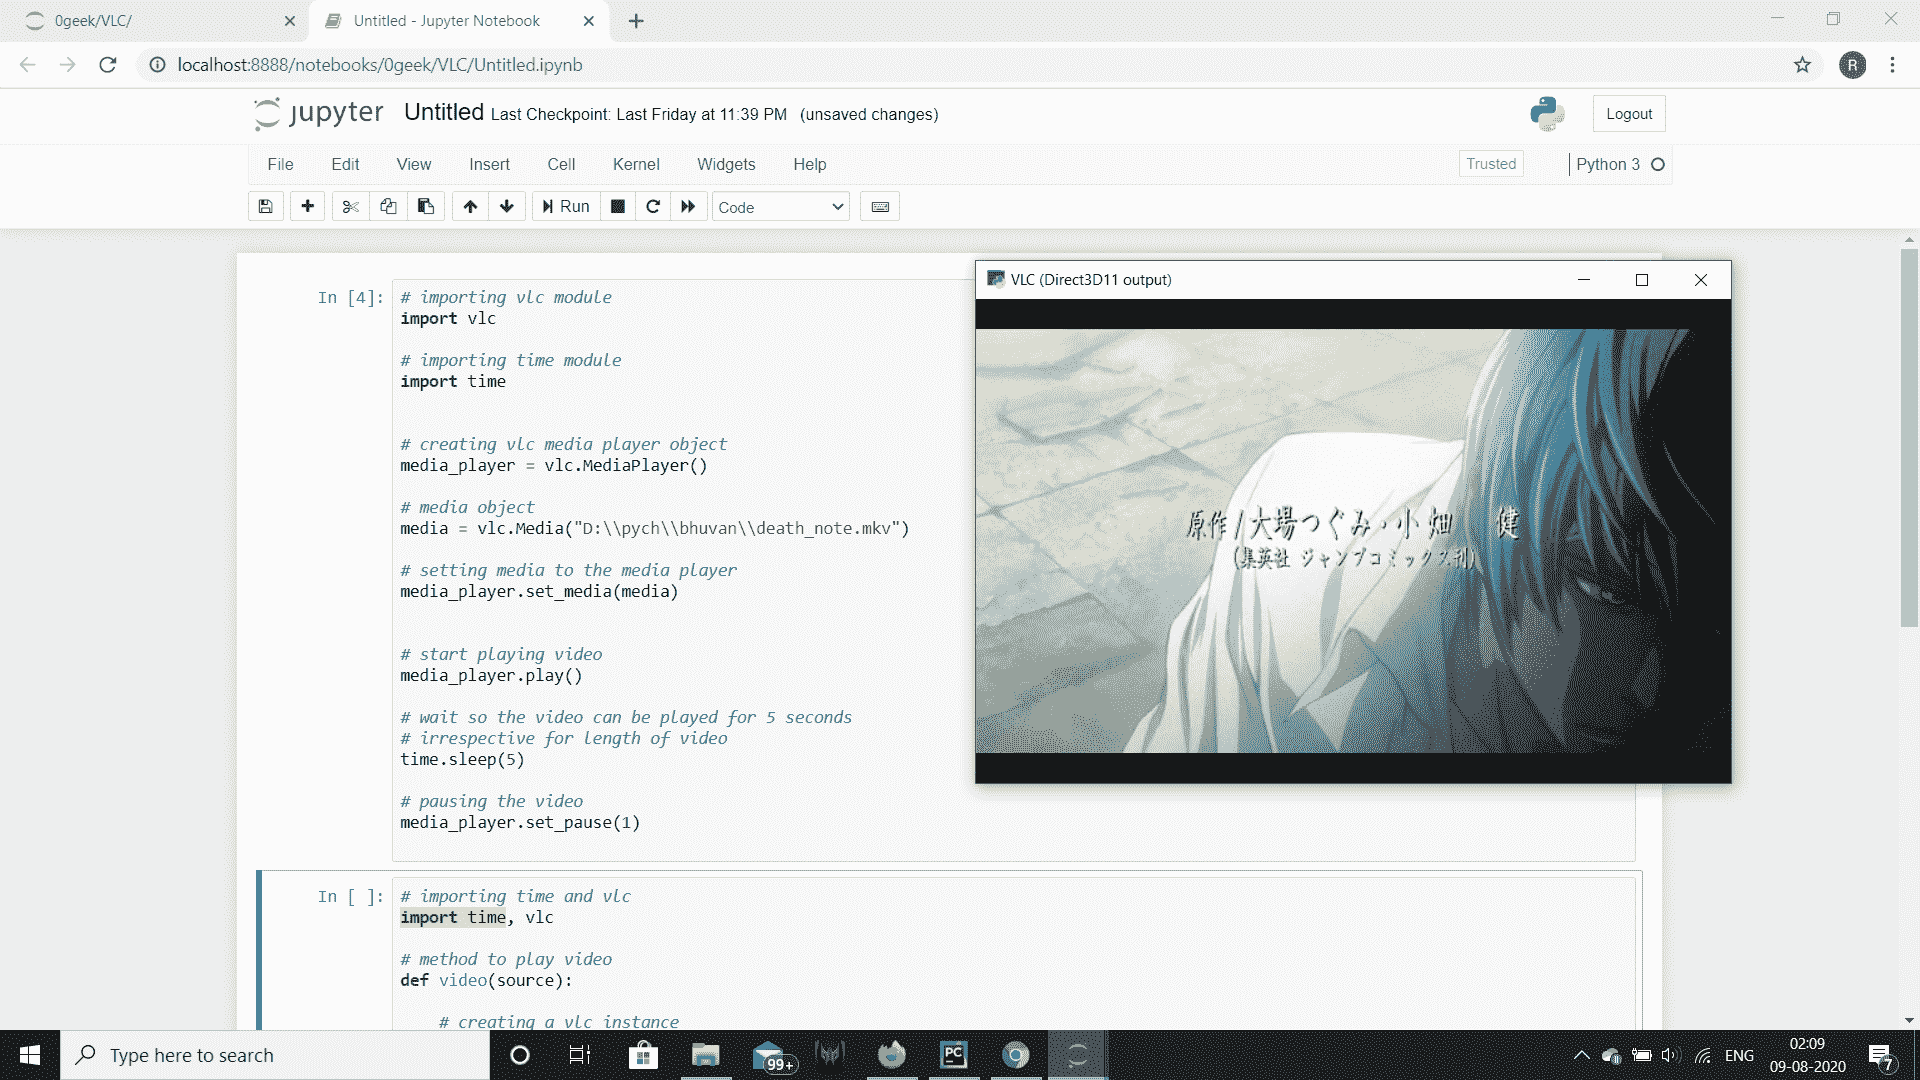 0geek/VLC/
Untitled - Jupyter Notebook
localhost:8888/notebooks/0geek/VLC/Untitled.ipynb
R
jupyter Untitled Last Checkpoint: Last Friday at 11:39 PM (unsaved changes)
Logout
File Edit View Insert Cell Kernel Widgets Help
Trusted
Python 3
Run
Code
In [4]:
# importing vlc module
import vlc
# importing time module
import time
# creating vlc media player object
media_player = vlc.MediaPlayer()
# media object
media = vlc.Media("D:\\pych\\bhuvan\\death_note.mkv")
# setting media to the media player
media_player.set_media(media)
# start playing video
media_player.play()
# wait so the video can be played for 5 seconds
# irrespective for length of video
time.sleep(5)
# pausing the video
media_player.set_pause(1)
VLC (Direct3D11 output)
原作/大場つぐみ・小畑 健
(集英社 ジャンプコミックス刊)
In [ ]:
# importing time and vlc
import time, vlc
# method to play video
def video(source):
# creating a vlc instance
Type here to search
99+
PC
ENG
02:09
09-08-2020
7